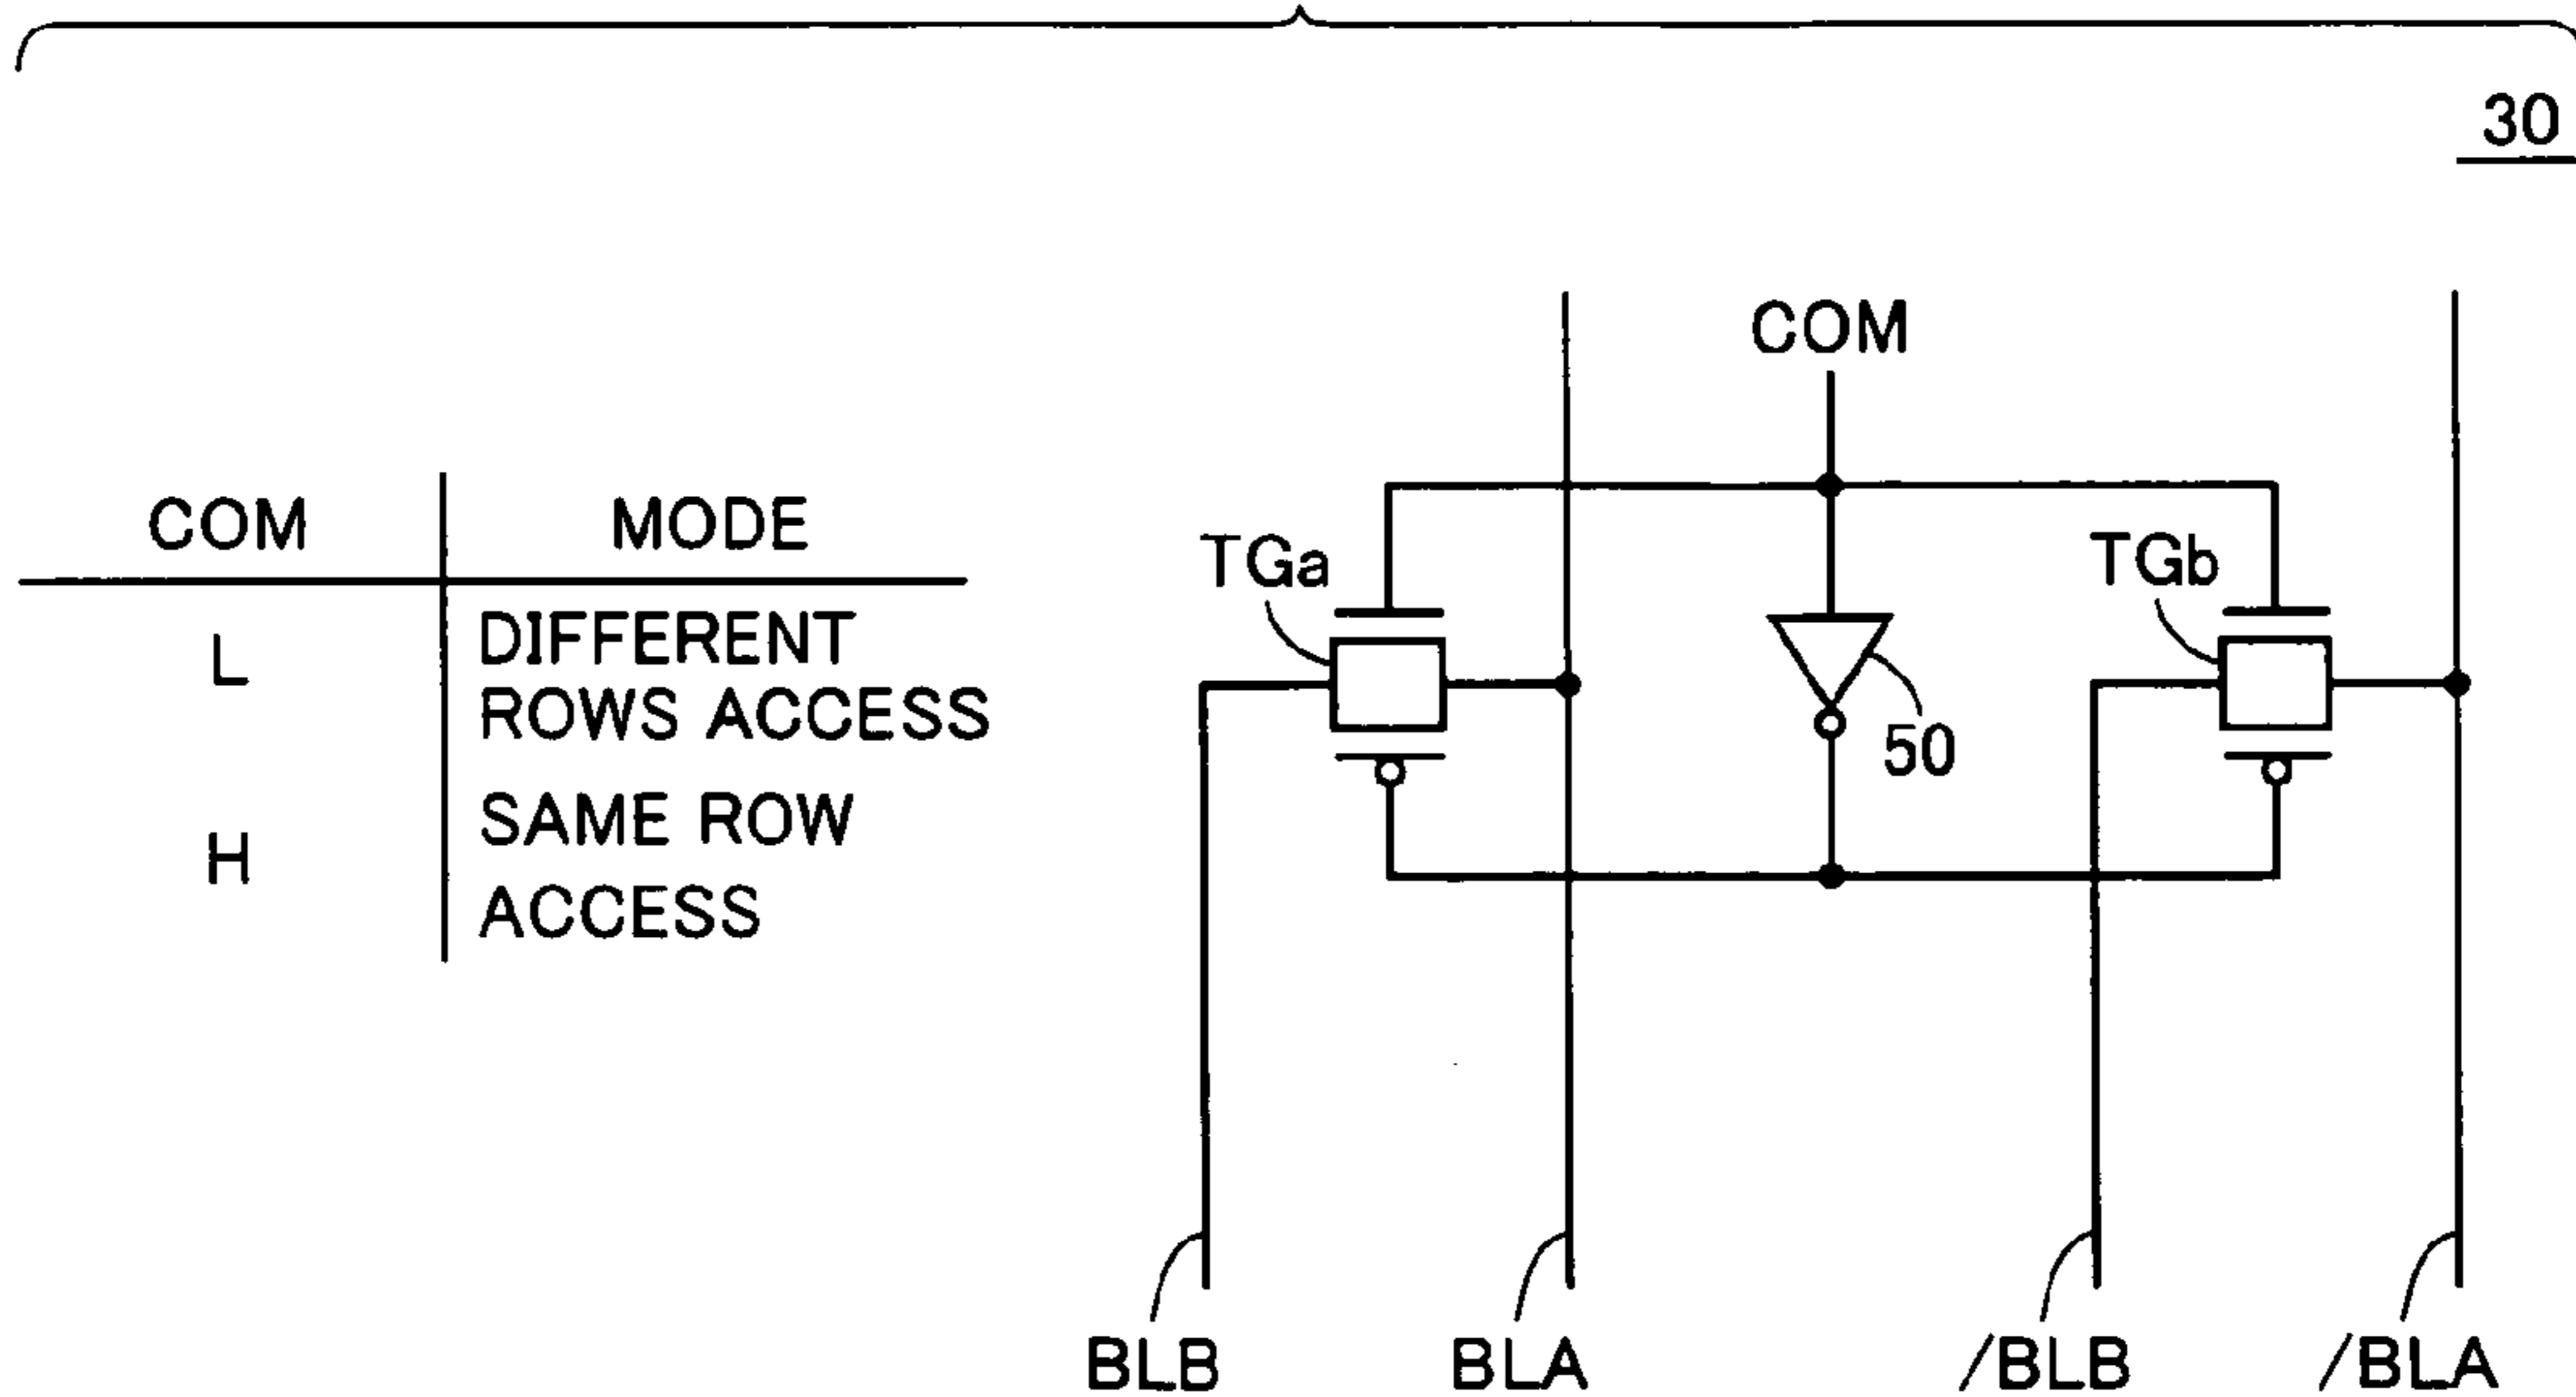 30
COM MODE
L DIFFERENT
ROWS ACCESS
H SAME ROW
ACCESS
COM
TGa
TGb
50
BLB BLA /BLB /BLA